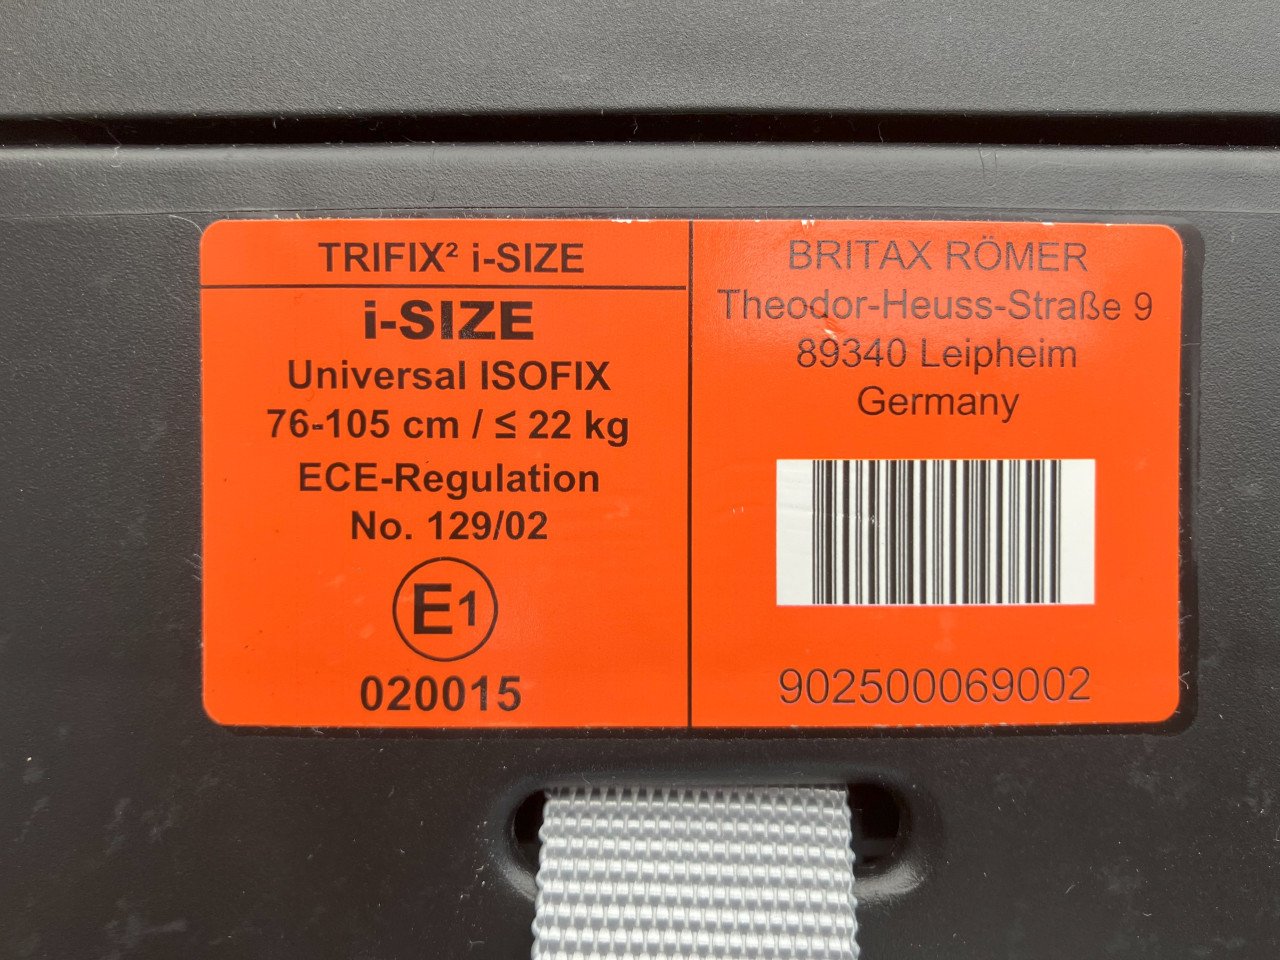 TRIFIX² i-SIZE
i-SIZE
Universal ISOFIX
76-105 cm / ≤ 22 kg
ECE-Regulation
No. 129/02
E1
020015
BRITAX RÖMER
Theodor-Heuss-Straße 9
89340 Leipheim
Germany
902500069002